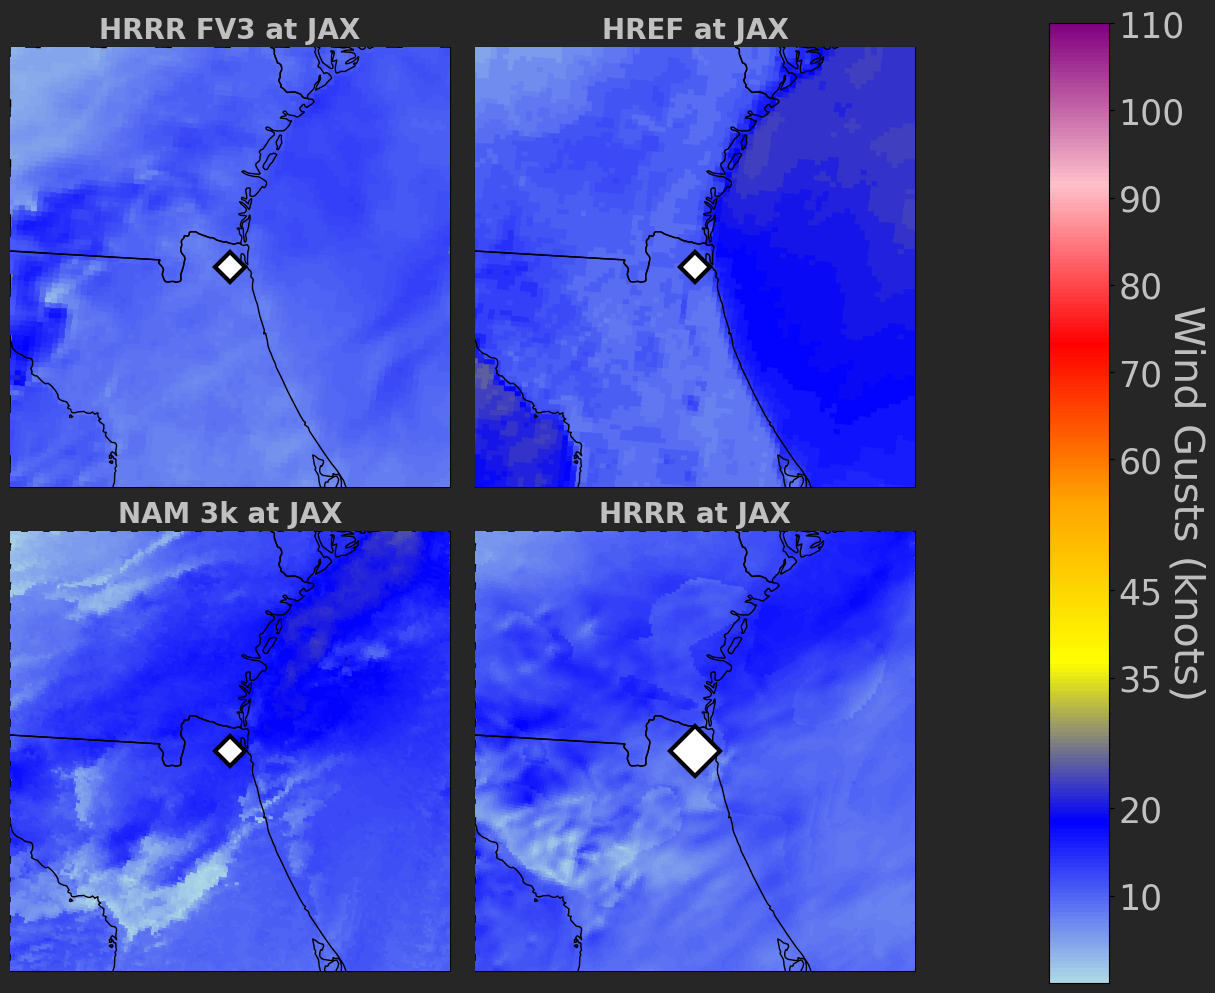 HRRR FV3 at JAX
HREF at JAX
NAM 3k at JAX
HRRR at JAX
110
100
90
80
70
60
45
35
20
10
Wind Gusts (knots)